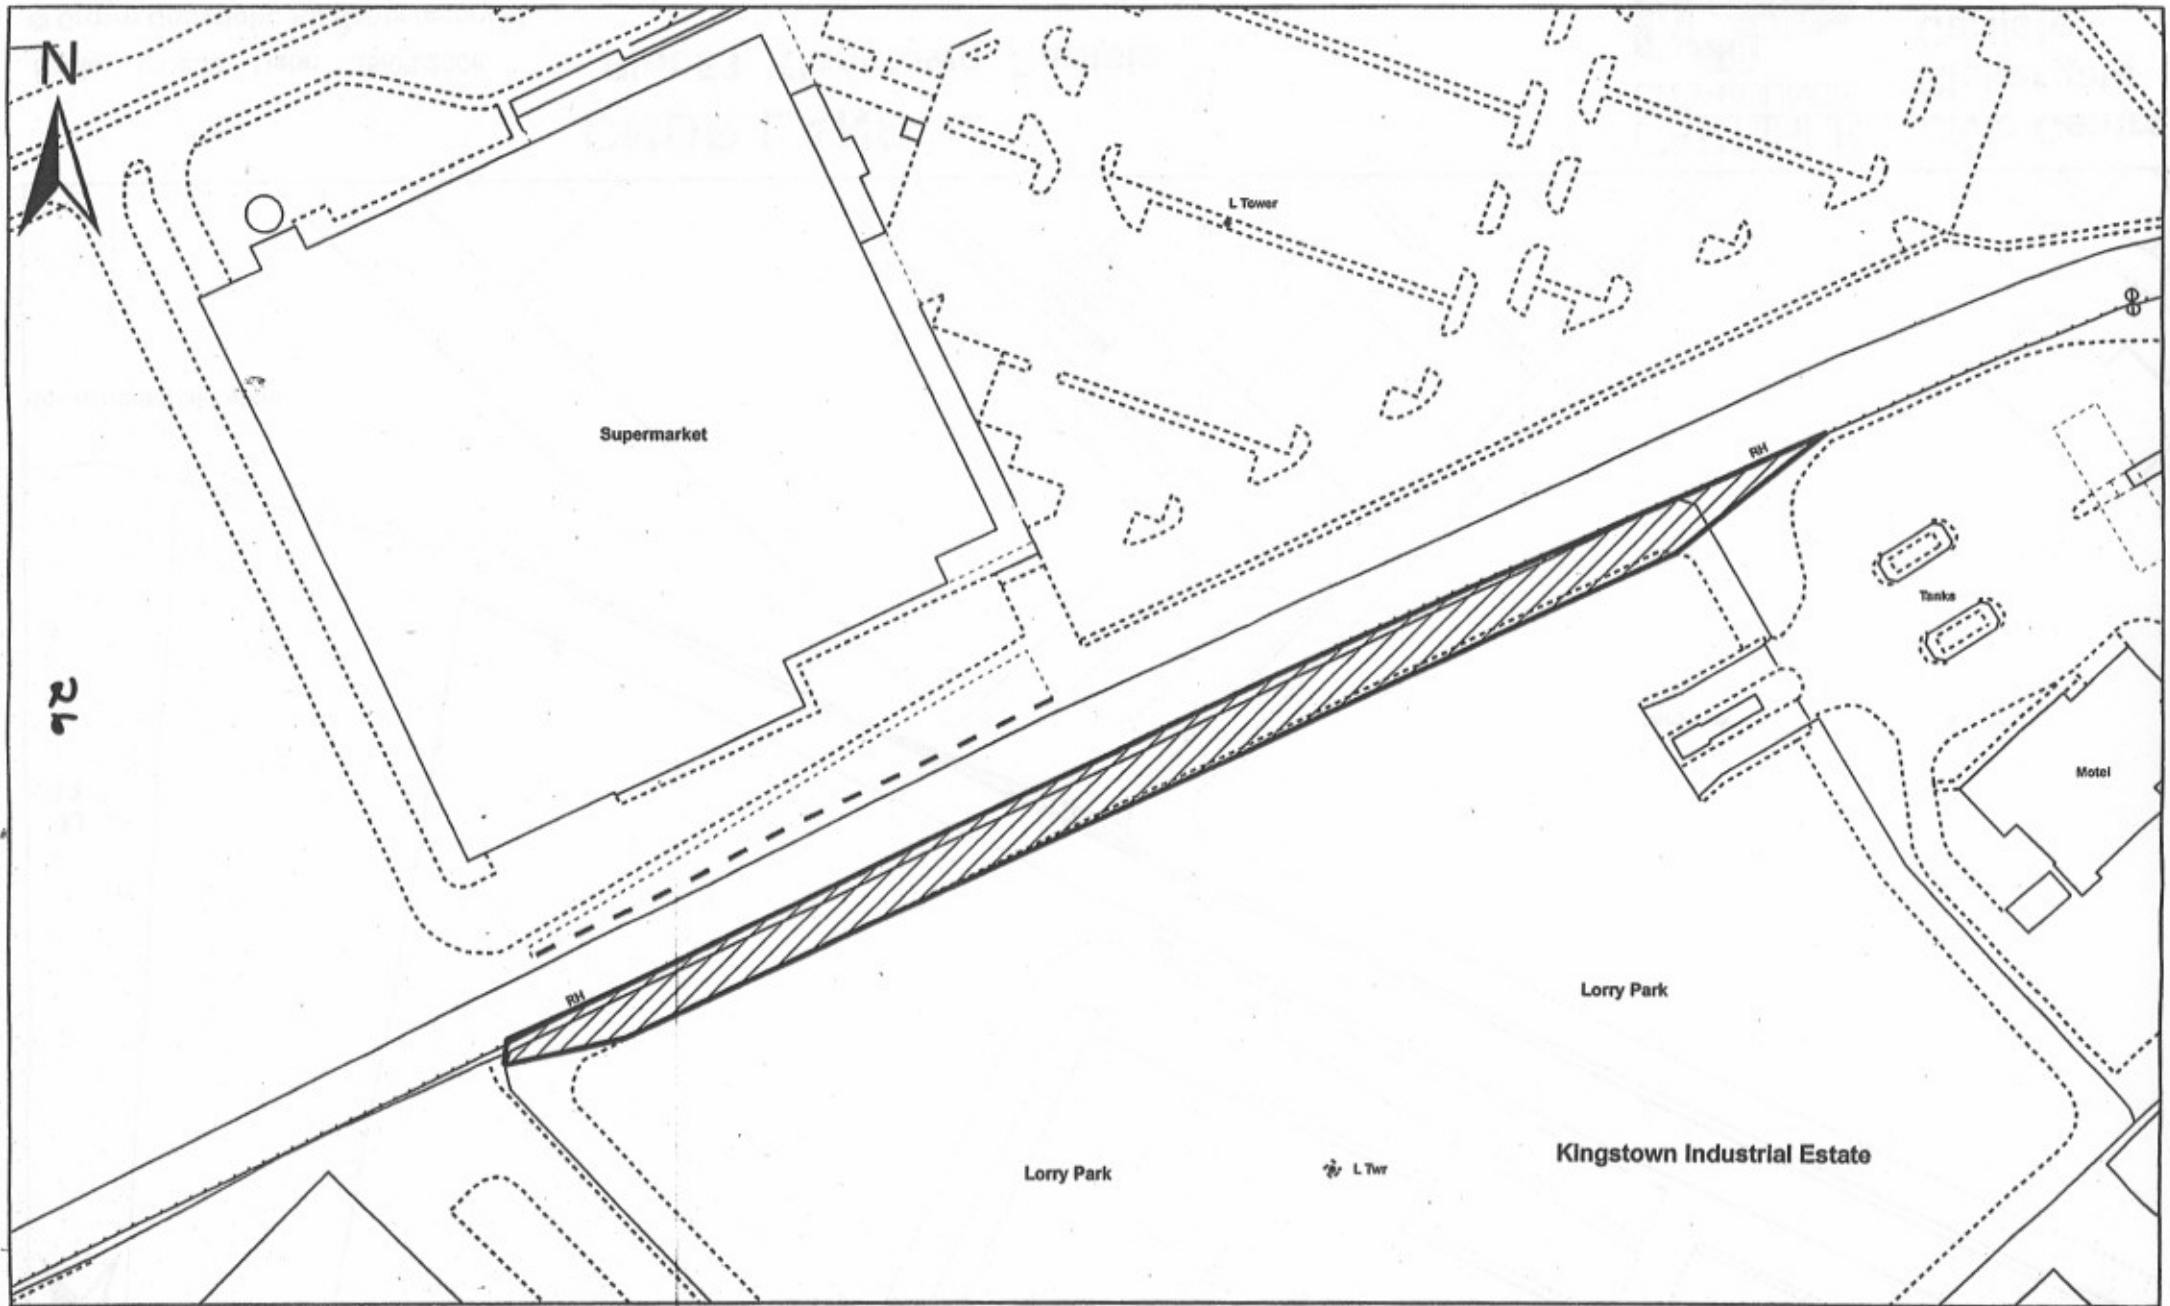 N
L Tower
Supermarket
RH
Tanks
Motel
RH
Lorry Park
Kingstown Industrial Estate
Lorry Park
L Twr